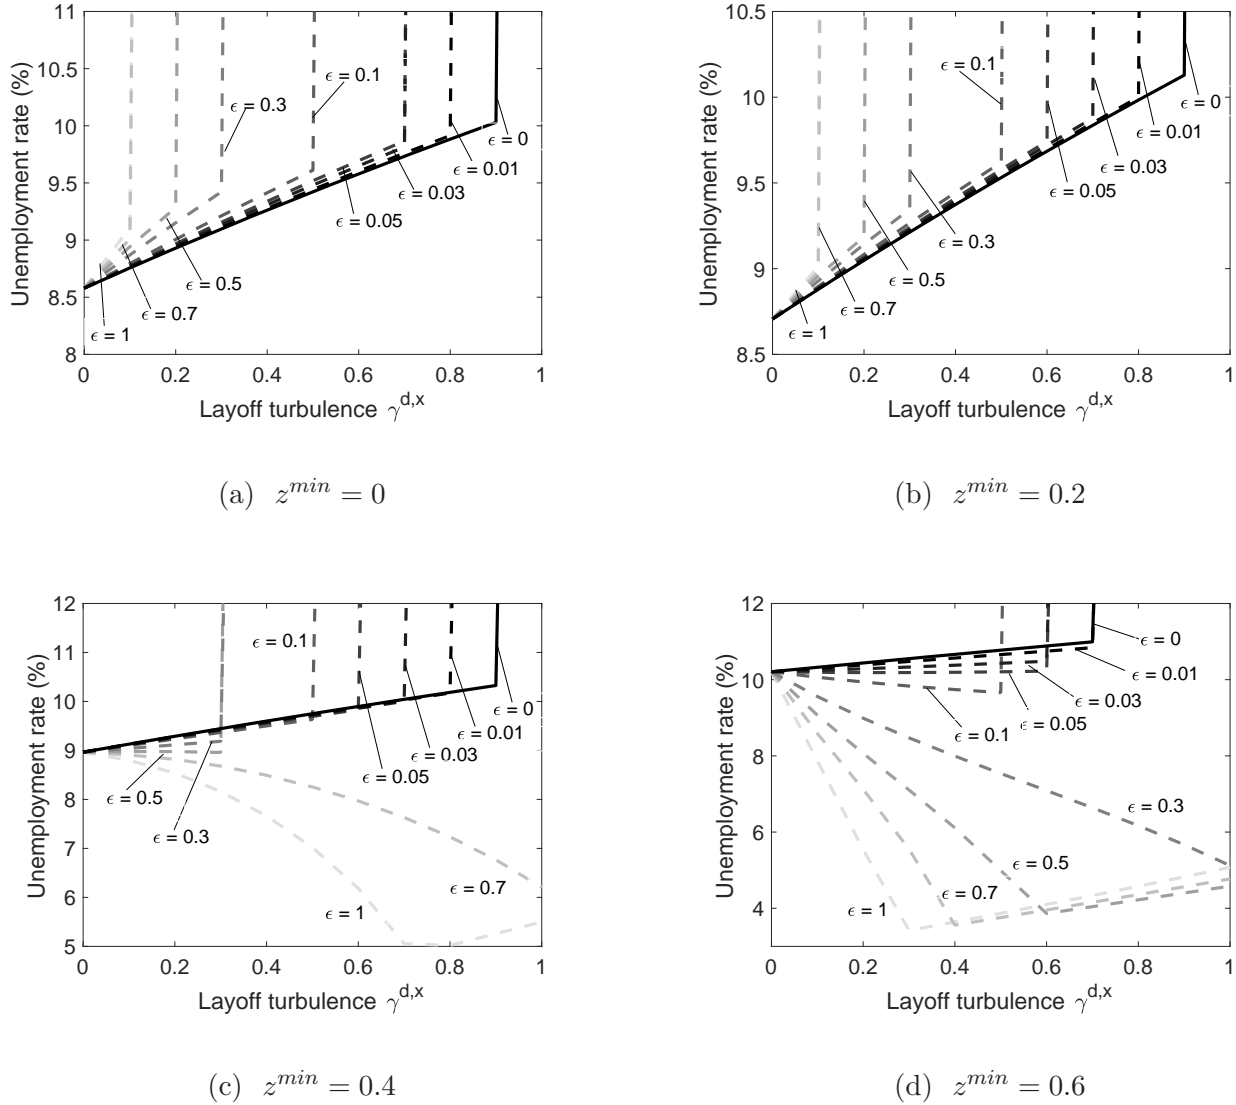 11
10.5
10
9.5
9
8.5
8
Unemployment rate (%)
ϵ = 0.3
ϵ = 0.1
ϵ = 0
ϵ = 0.01
ϵ = 0.03
ϵ = 0.05
ϵ = 0.5
ϵ = 0.7
ϵ = 1
0 0.2 0.4 0.6 0.8 1
Layoff turbulence γ^{d,x}
(a) z^{min} = 0
10.5
10
9.5
9
8.5
Unemployment rate (%)
ϵ = 0.1
ϵ = 0
ϵ = 0.01
ϵ = 0.03
ϵ = 0.05
ϵ = 0.3
ϵ = 0.5
ϵ = 0.7
ϵ = 1
0 0.2 0.4 0.6 0.8 1
Layoff turbulence γ^{d,x}
(b) z^{min} = 0.2
12
11
10
9
8
7
6
5
Unemployment rate (%)
ϵ = 0.1
ϵ = 0
ϵ = 0.01
ϵ = 0.03
ϵ = 0.05
ϵ = 0.5
ϵ = 0.3
ϵ = 0.7
ϵ = 1
0 0.2 0.4 0.6 0.8 1
Layoff turbulence γ^{d,x}
(c) z^{min} = 0.4
12
10
8
6
4
Unemployment rate (%)
ϵ = 0
ϵ = 0.01
ϵ = 0.03
ϵ = 0.05
ϵ = 0.1
ϵ = 0.3
ϵ = 0.5
ϵ = 0.7
ϵ = 1
0 0.2 0.4 0.6 0.8 1
Layoff turbulence γ^{d,x}
(d) z^{min} = 0.6